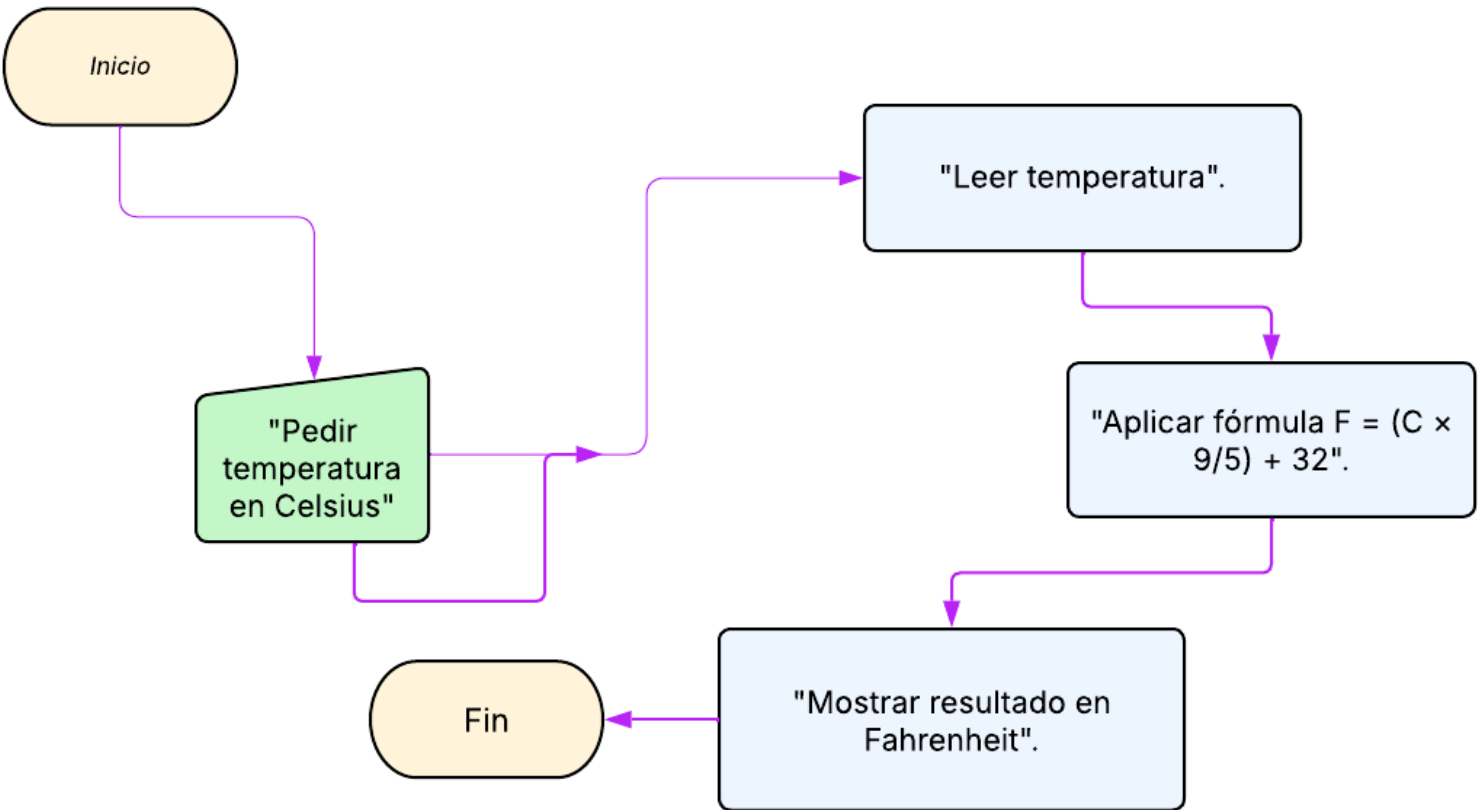 Inicio
"Pedir
temperatura
en Celsius"
"Leer temperatura".
"Aplicar fórmula F = (C ×
9/5) + 32".
"Mostrar resultado en
Fahrenheit".
Fin